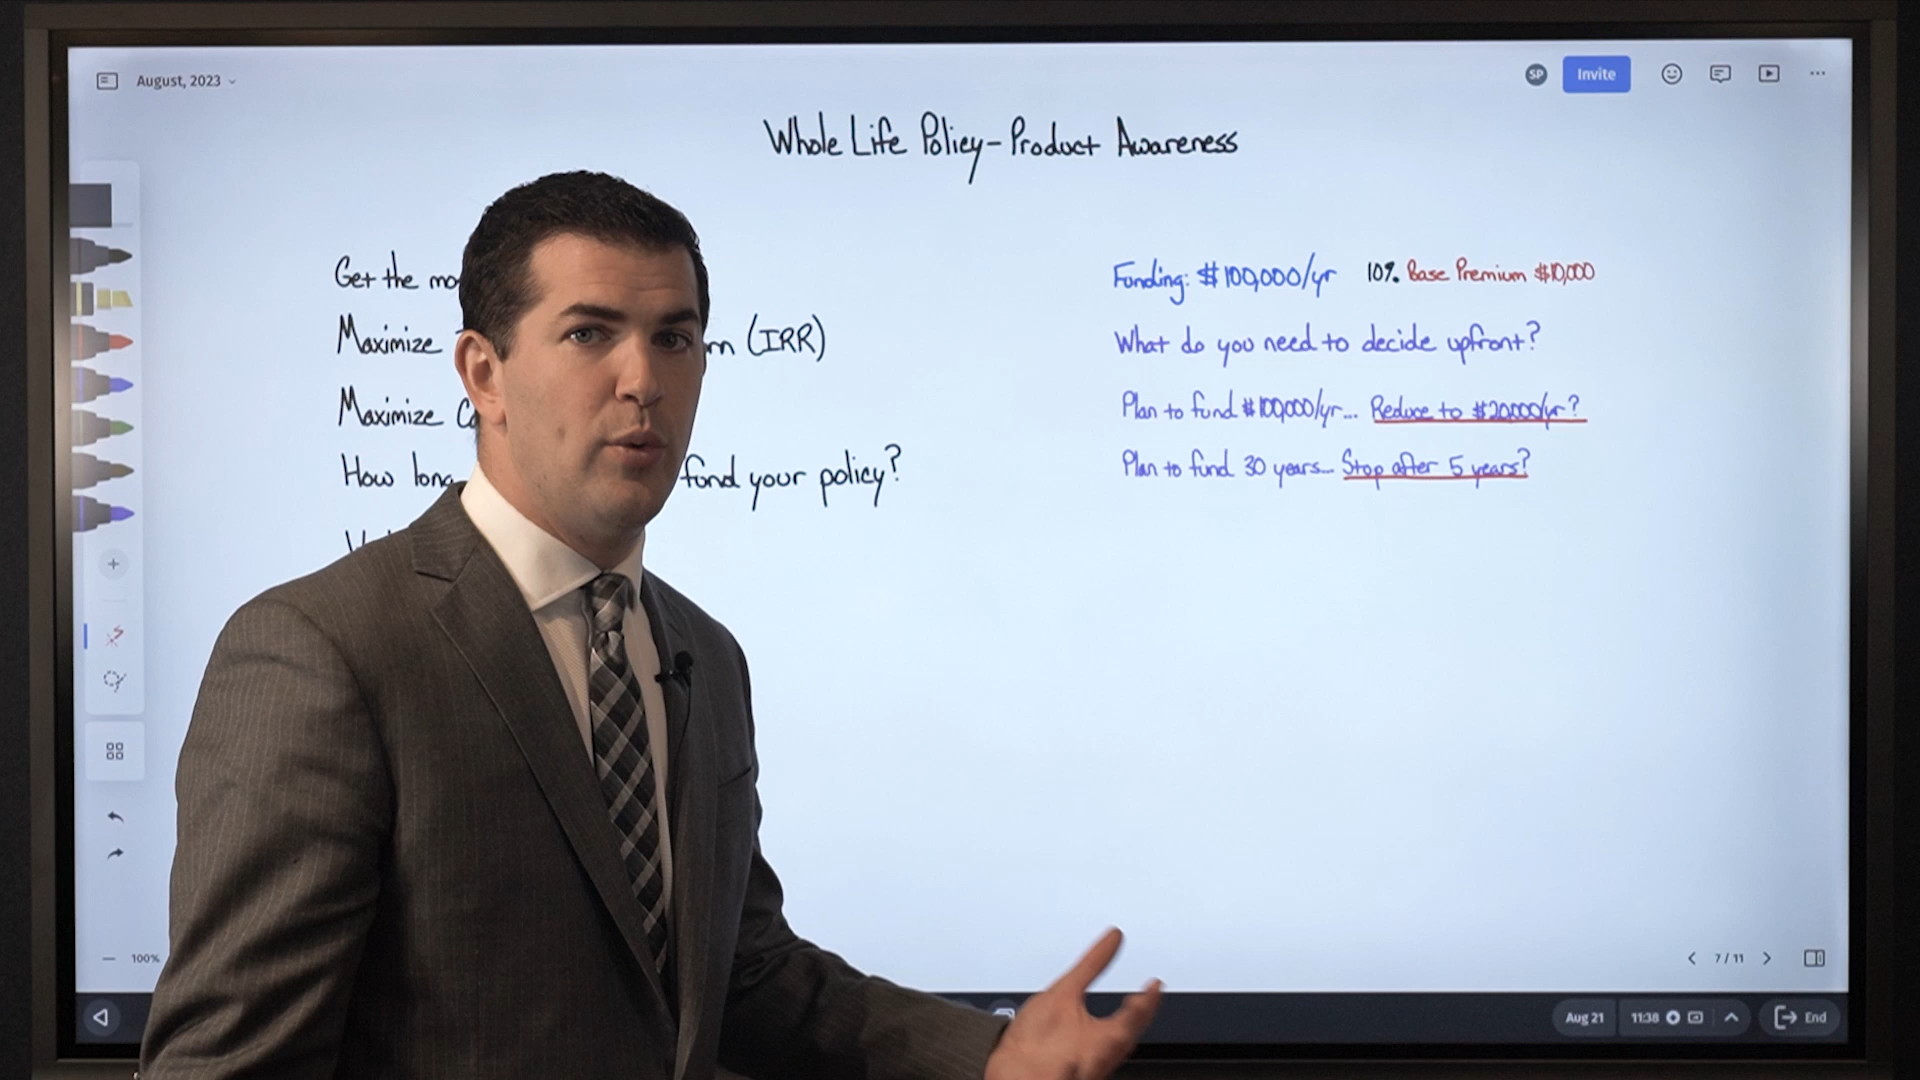 August, 2023
SP
Invite
Whole Life Policy - Product Awareness
Get the
Maximize (IRR)
Maximize
How long fund your policy?
Funding: $100,000/yr 10% Base Premium $10,000
What do you need to decide upfront?
Plan to fund $100,000/yr... Reduce to $20,000/yr?
Plan to fund 30 years... Stop after 5 years?
100%
7 / 11
Aug 21
11:38
End